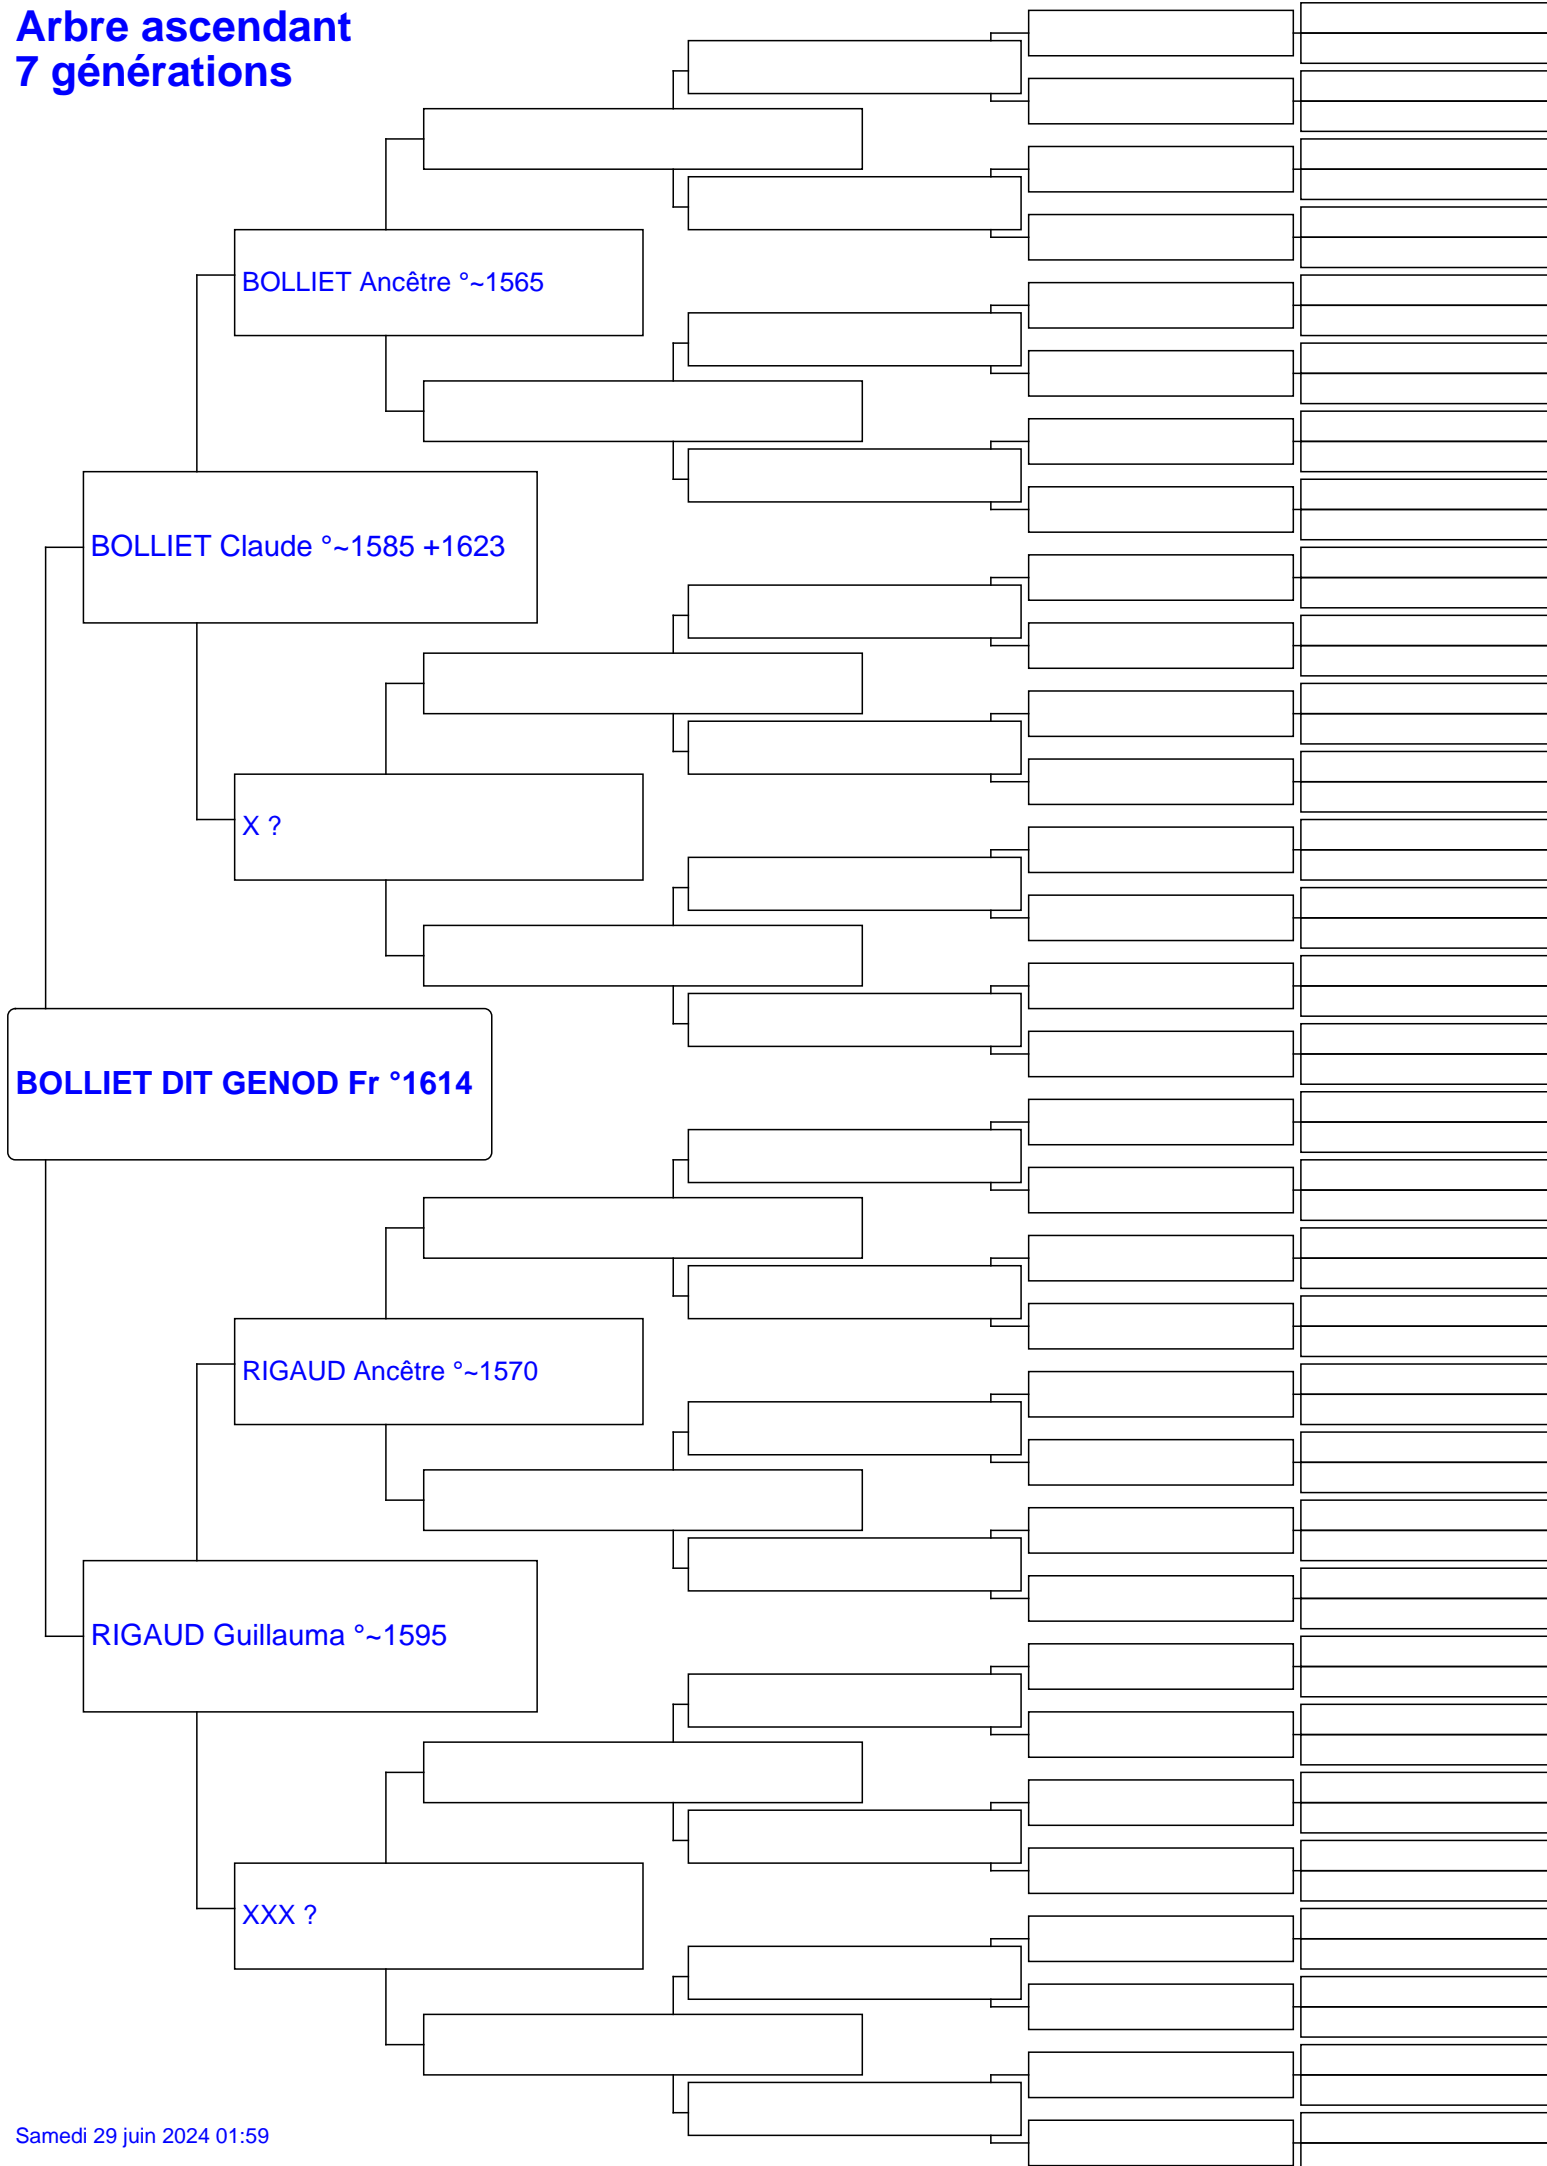 Arbre ascendant
7 générations
BOLLIET Ancêtre °~1565
BOLLIET Claude °~1585 +1623
X ?
BOLLIET DIT GENOD Fr °1614
RIGAUD Ancêtre °~1570
RIGAUD Guillauma °~1595
XXX ?
Samedi 29 juin 2024 01:59